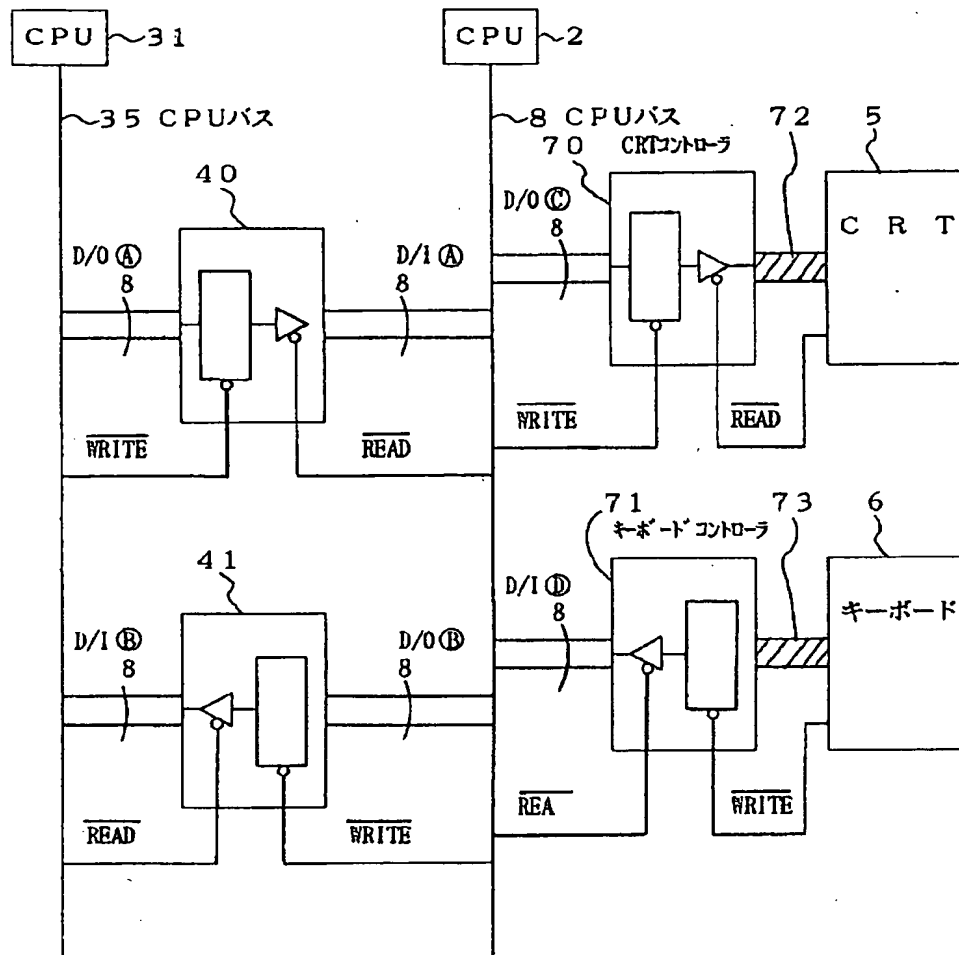 CPU
31
CPU
2
35 CPUバス
8 CPUバス
72
5
70
CRTコントローラ
40
D/O Ⓒ
8
CRT
D/O Ⓐ
8
D/I Ⓐ
8
WRITE
READ
WRITE
READ
71
キーボードコントローラ
73
6
41
D/I Ⓓ
8
キーボード
D/I Ⓑ
8
D/O Ⓑ
8
REA
WRITE
READ
WRITE